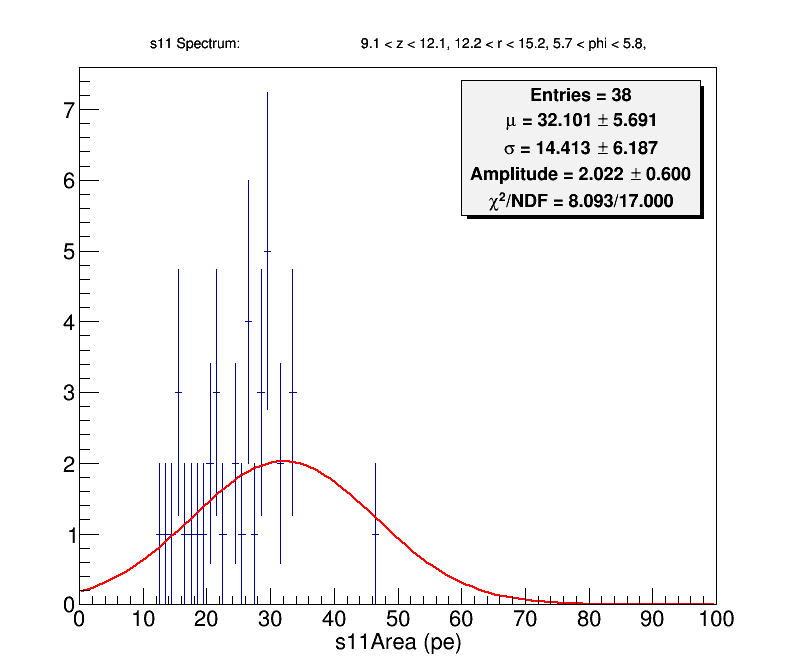 s11 Spectrum: 9.1 < z < 12.1, 12.2 < r < 15.2, 5.7 < phi < 5.8,
Entries = 38
μ = 32.101 ± 5.691
σ = 14.413 ± 6.187
Amplitude = 2.022 ± 0.600
χ²/NDF = 8.093/17.000
7
6
5
4
3
2
1
0
0 10 20 30 40 50 60 70 80 90 100
s11Area (pe)